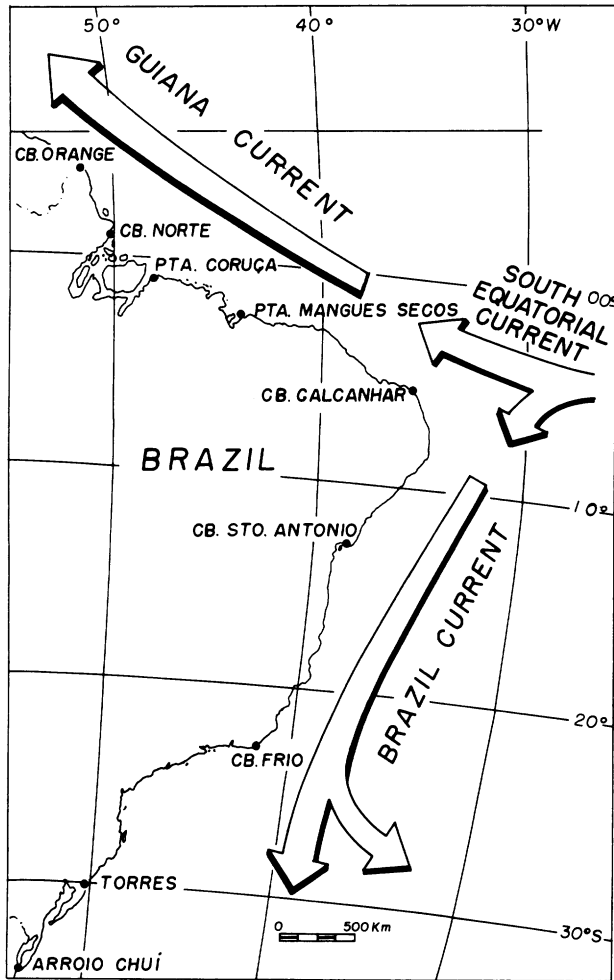 50° 40° 30°W
GUIANA CURRENT
CB. ORANGE
CB. NORTE
PTA. CORUÇA
PTA. MANGUES SECOS
SOUTH
EQUATORIAL
CURRENT
00°
CB. CALCANHAR
BRAZIL
10°
CB. STO. ANTONIO
BRAZIL CURRENT
20°
CB. FRIO
TORRES
0 500 Km
30°S
ARROIO CHUÍ